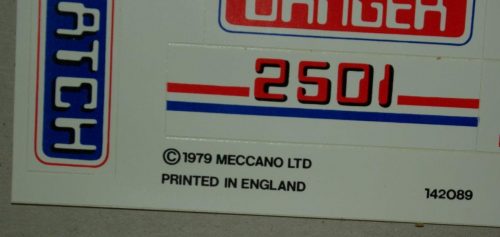 DANGER
ATCH
2501
© 1979 MECCANO LTD
PRINTED IN ENGLAND
142089